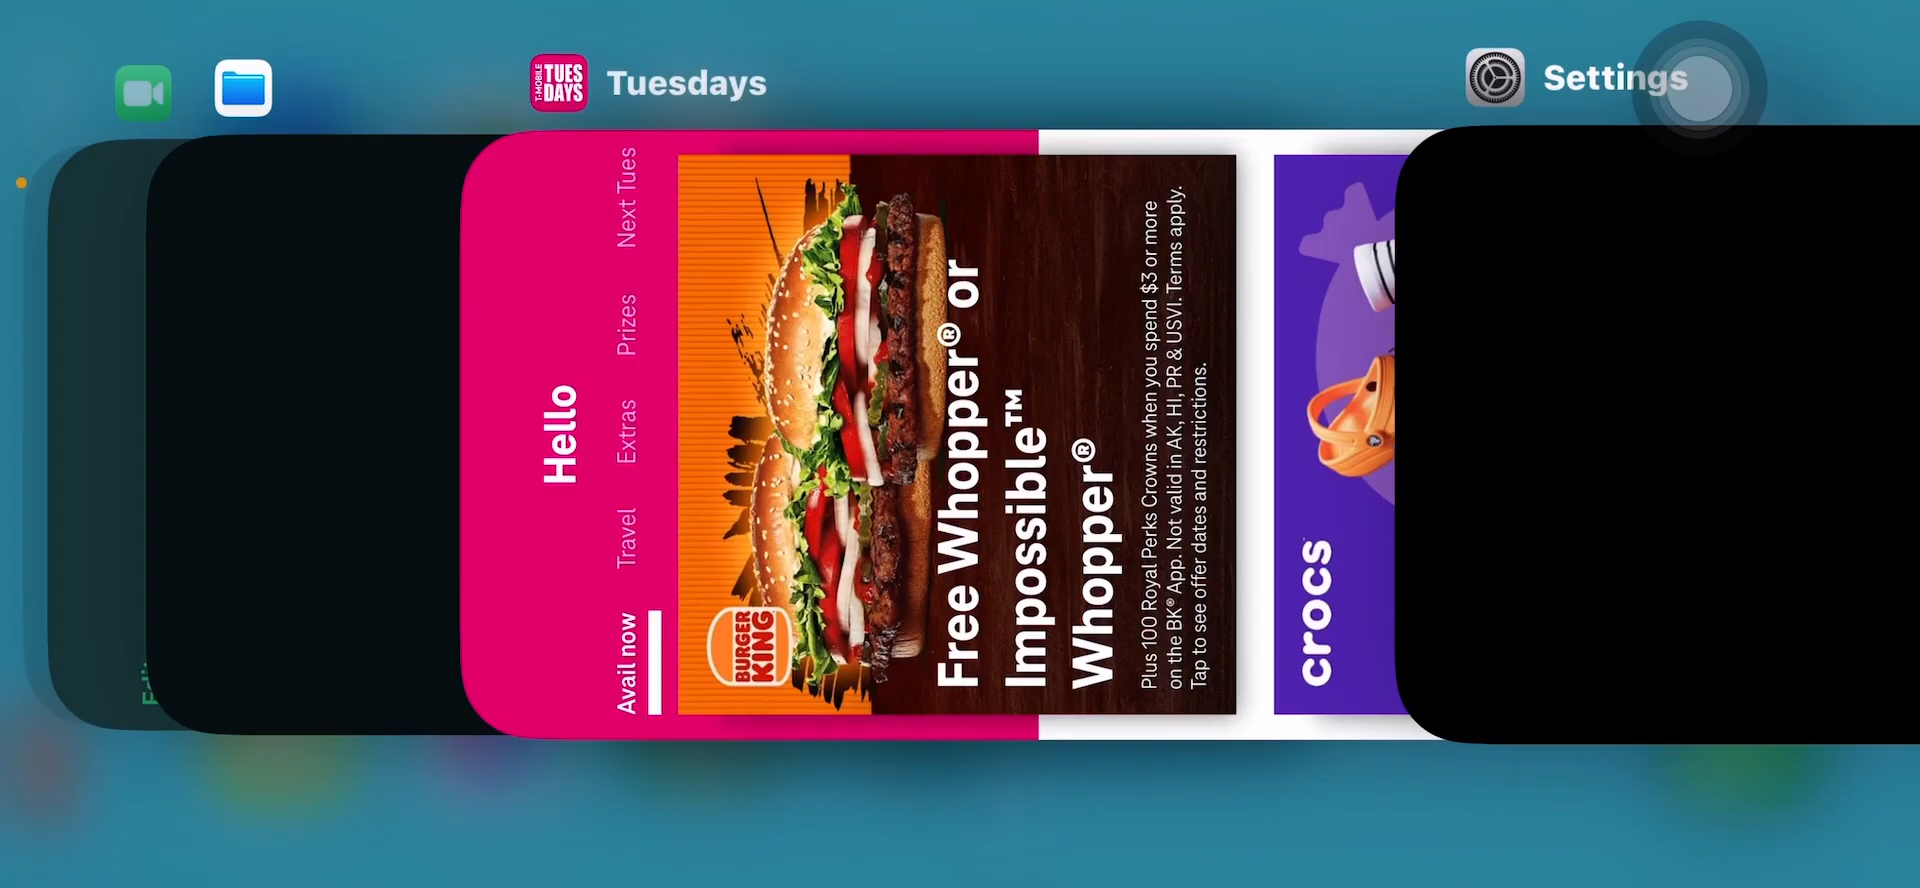 T-MOBILE
TUES
DAYS
Tuesdays
Settings
Hello
Avail now
Travel
Extras
Prizes
Next Tues
BURGER
KING
Free Whopper® or
Impossible™
Whopper®
Plus 100 Royal Perks Crowns when you spend $3 or more
on the BK® App. Not valid in AK, HI, PR & USVI. Terms apply.
Tap to see offer dates and restrictions.
crocs